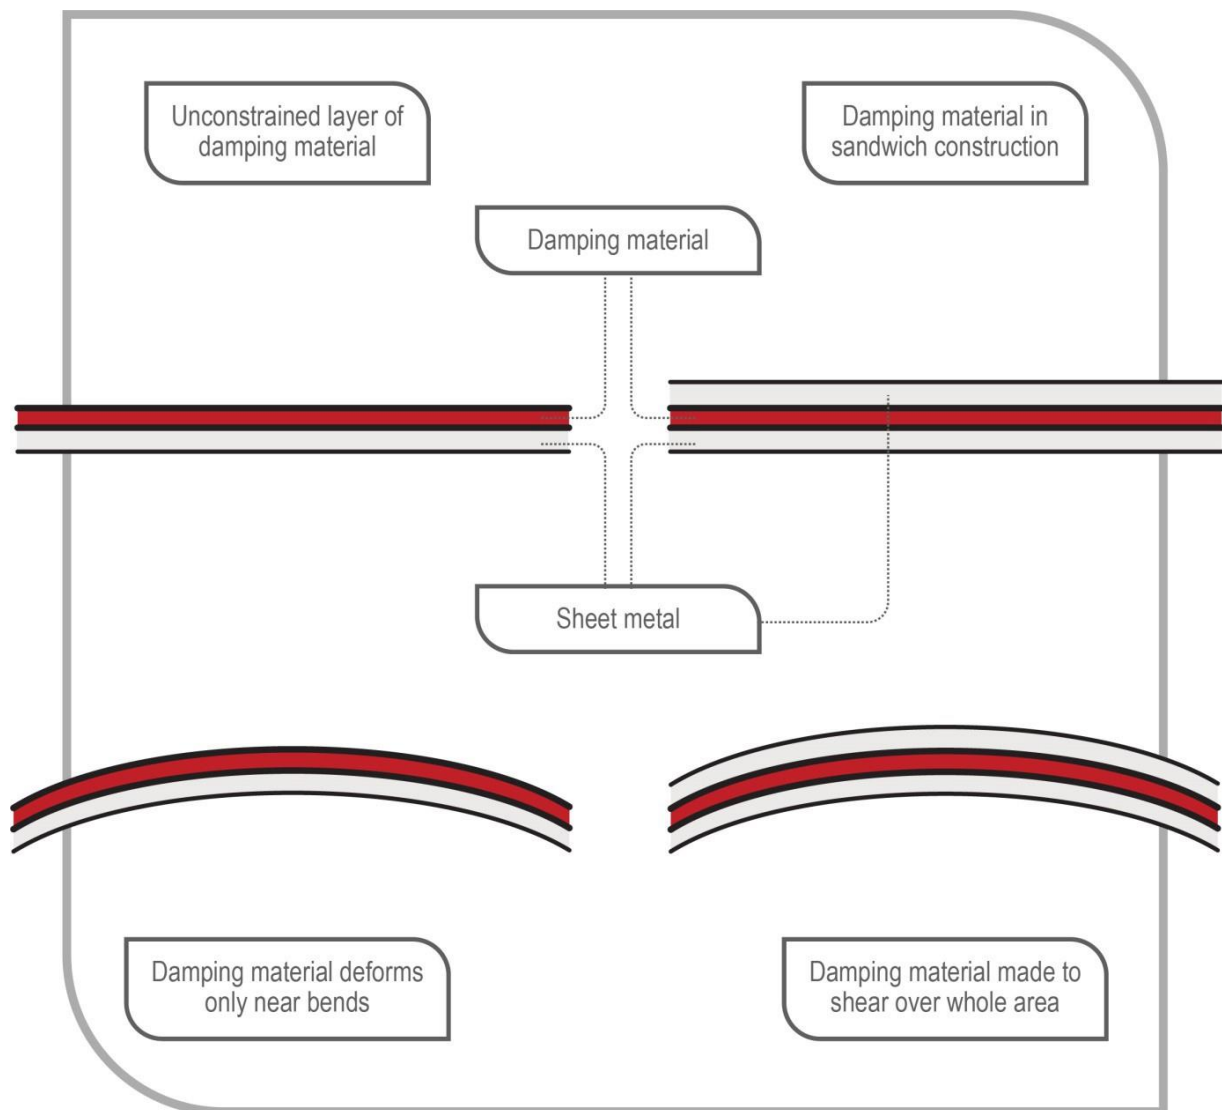 Unconstrained layer of
damping material
Damping material in
sandwich construction
Damping material
Sheet metal
Damping material deforms
only near bends
Damping material made to
shear over whole area